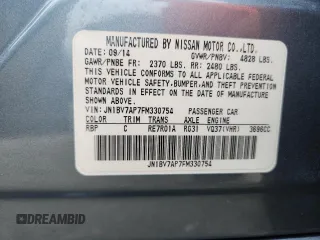 MANUFACTURED BY NISSAN MOTOR CO.,LTD.
DATE: 09/14 GVWR/PNBV: 4828 LBS.
GAWR/PNBE FR: 2370 LBS. RR: 2480 LBS.
THIS VEHICLE CONFORMS TO ALL APPLICABLE FEDERAL
MOTOR VEHICLE SAFETY, BUMPER, AND THEFT
PREVENTION STANDARDS IN EFFECT ON THE DATE OF
MANUFACTURE SHOWN ABOVE.
VIN: JN1BV7AP7FM330754 PASSENGER CAR
COLOR TRIM TRANS AXLE ENGINE
RBP C RE7R01A RG31 VQ37(VHR) 3696CC
JN1BV7AP7FM330754
DREAMBID